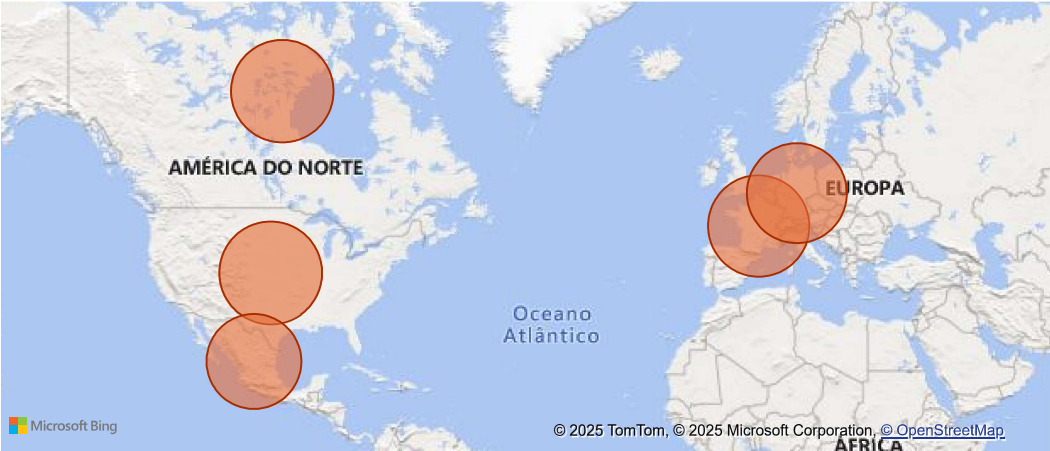 AMÉRICA DO NORTE
EUROPA
Oceano
Atlântico
Microsoft Bing
© 2025 TomTom, © 2025 Microsoft Corporation, © OpenStreetMap
ÁFRICA